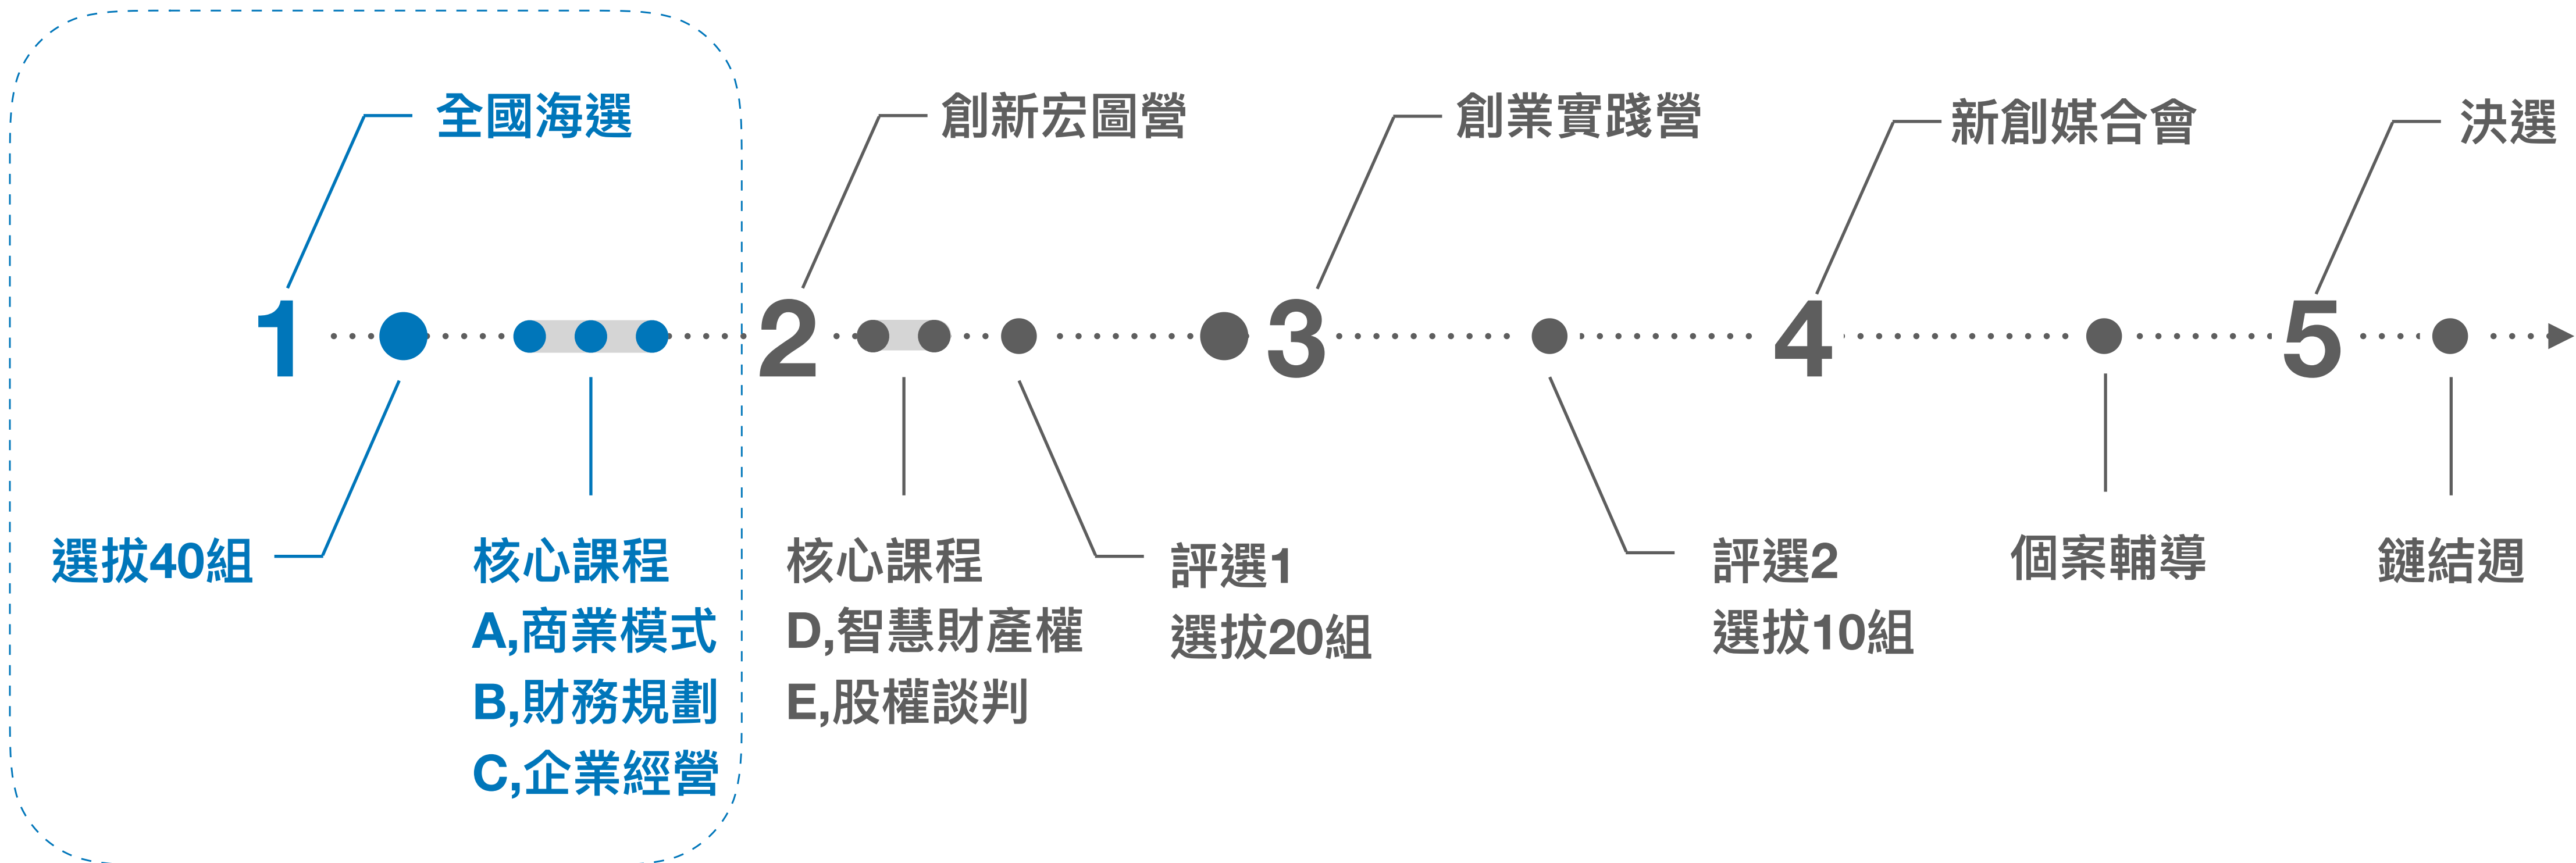 全國海選
創新宏圖營
創業實踐營
新創媒合會
決選
1
2
3
4
5
選拔40組
核心課程
A,商業模式
B,財務規劃
C,企業經營
核心課程
D,智慧財產權
E,股權談判
評選1
選拔20組
評選2
選拔10組
個案輔導
鏈結週